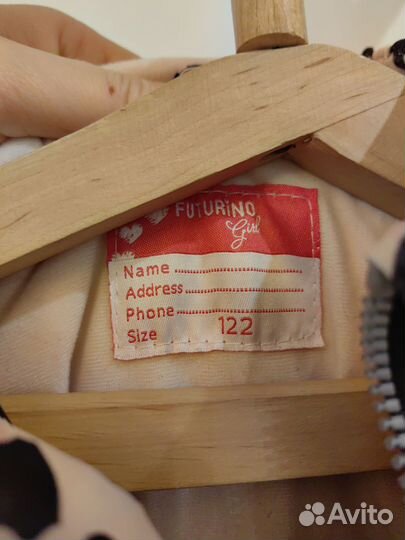 FUTURINO
Girl
Name
Address
Phone
Size 122
Avito